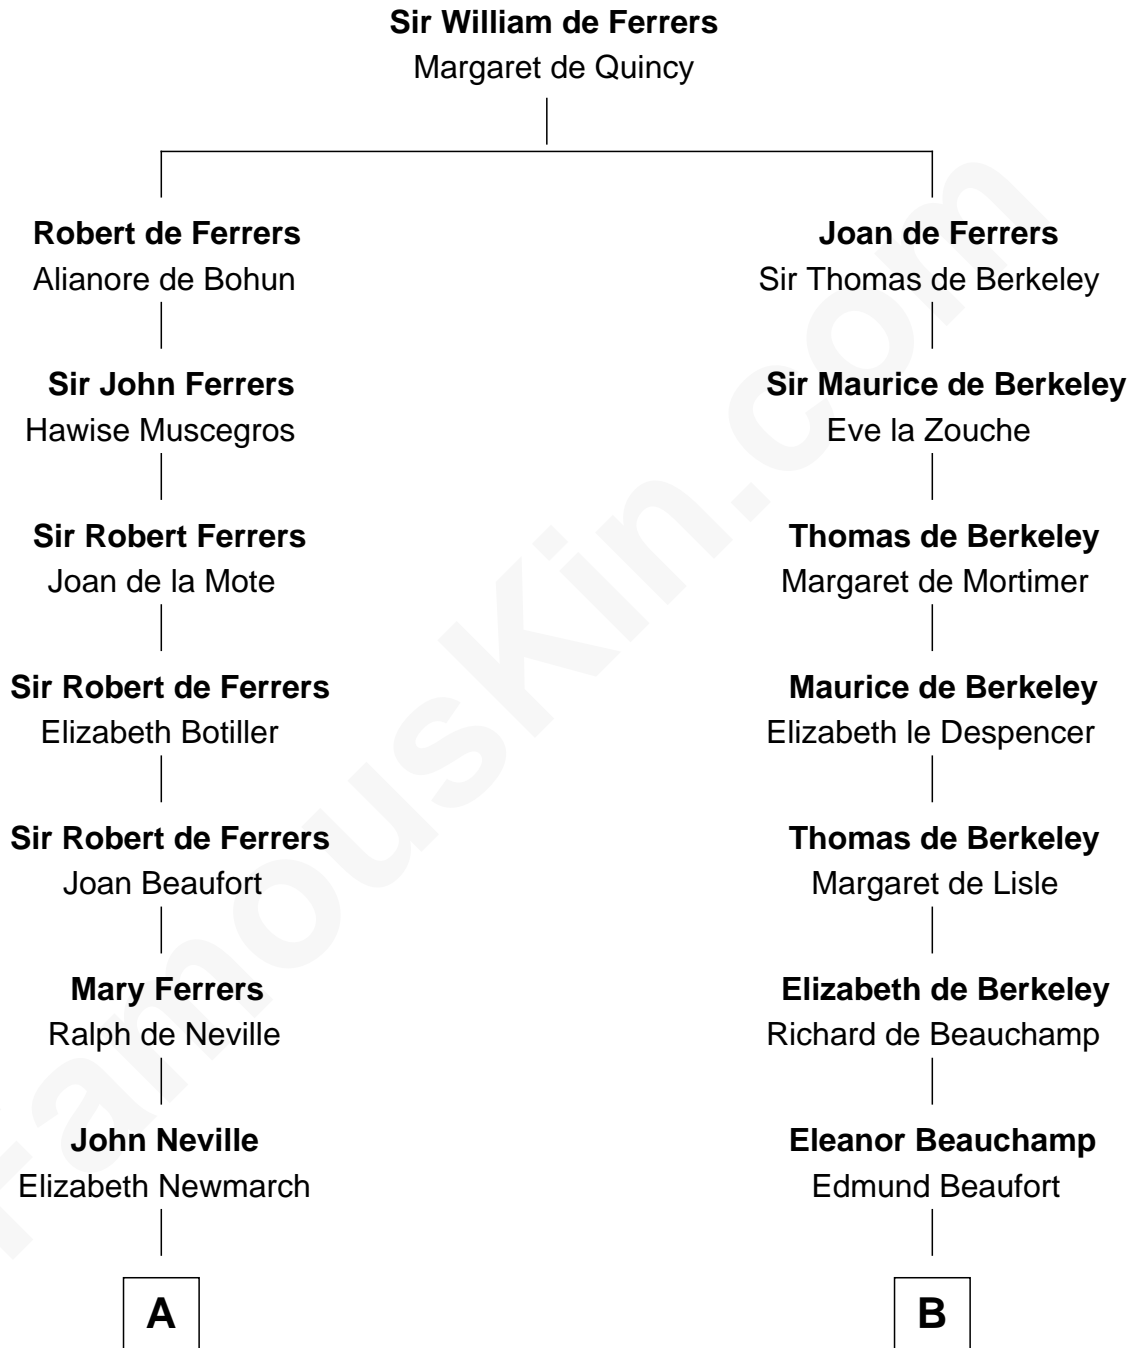 Sir William de Ferrers
Margaret de Quincy
Robert de Ferrers
Alianore de Bohun
Joan de Ferrers
Sir Thomas de Berkeley
Sir John Ferrers
Hawise Muscegros
Sir Maurice de Berkeley
Eve la Zouche
Sir Robert Ferrers
Joan de la Mote
Thomas de Berkeley
Margaret de Mortimer
Sir Robert de Ferrers
Elizabeth Botiller
Maurice de Berkeley
Elizabeth le Despencer
Sir Robert de Ferrers
Joan Beaufort
Thomas de Berkeley
Margaret de Lisle
Mary Ferrers
Ralph de Neville
Elizabeth de Berkeley
Richard de Beauchamp
John Neville
Elizabeth Newmarch
Eleanor Beauchamp
Edmund Beaufort
A
B
FamousKin.com